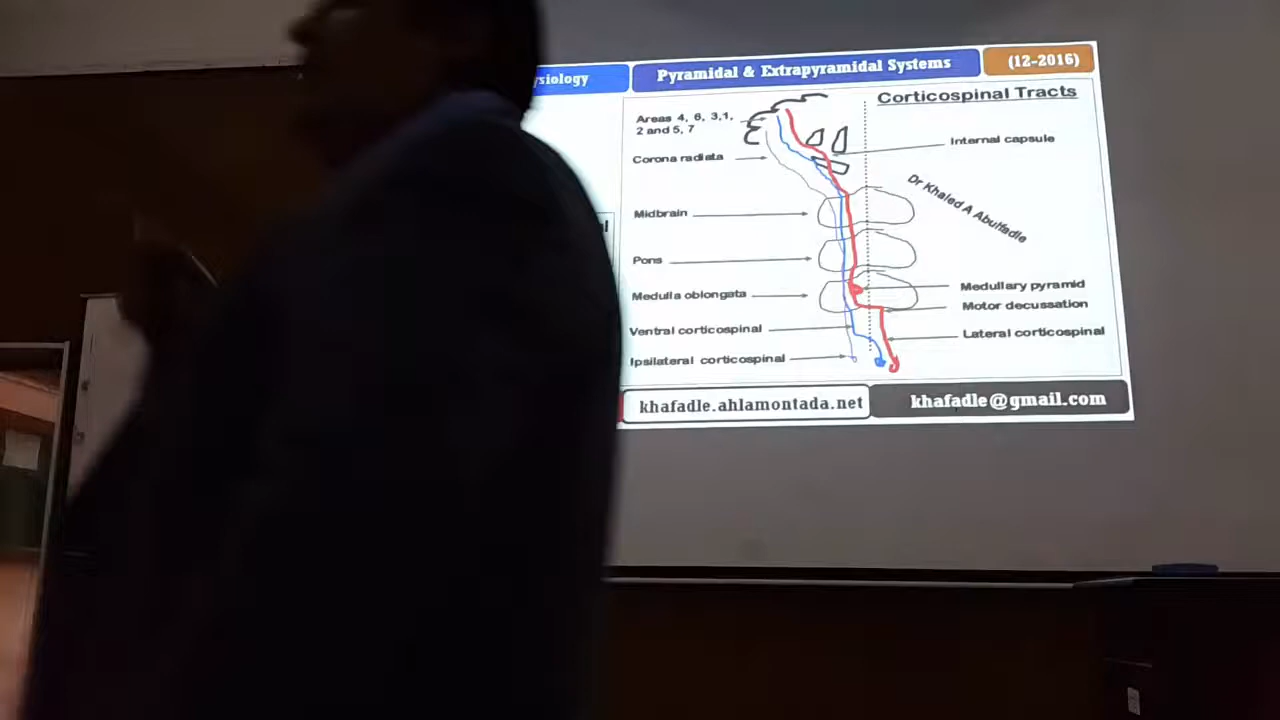 ysiology
Pyramidal & Extrapyramidal Systems
(12-2016)
Corticospinal Tracts
Areas 4, 6, 3,1,
2 and 5, 7
Internal capsule
Corona radiata
Dr Khaled A Abulfadle
Midbrain
Pons
Medullary pyramid
Medulla oblongata
Motor decussation
Ventral corticospinal
Lateral corticospinal
Ipsilateral corticospinal
khafadle.ahlamontada.net
khafadle@gmail.com